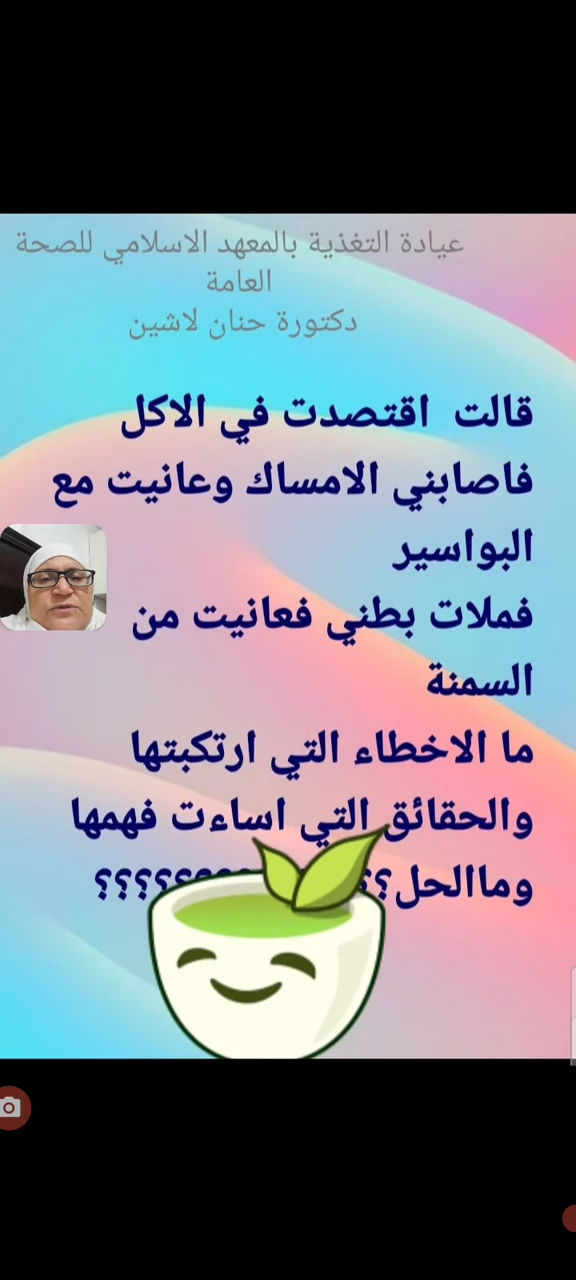 عيادة التغذية بالمعهد الاسلامي للصحة
العامة
دكتورة حنان لاشين
قالت اقتصدت في الاكل
فاصابني الامساك وعانيت مع
البواسير
فملات بطني فعانيت من
السمنة
ما الاخطاء التي ارتكبتها
والحقائق التي اساءت فهمها
وماالحل؟؟؟؟؟؟؟؟؟؟